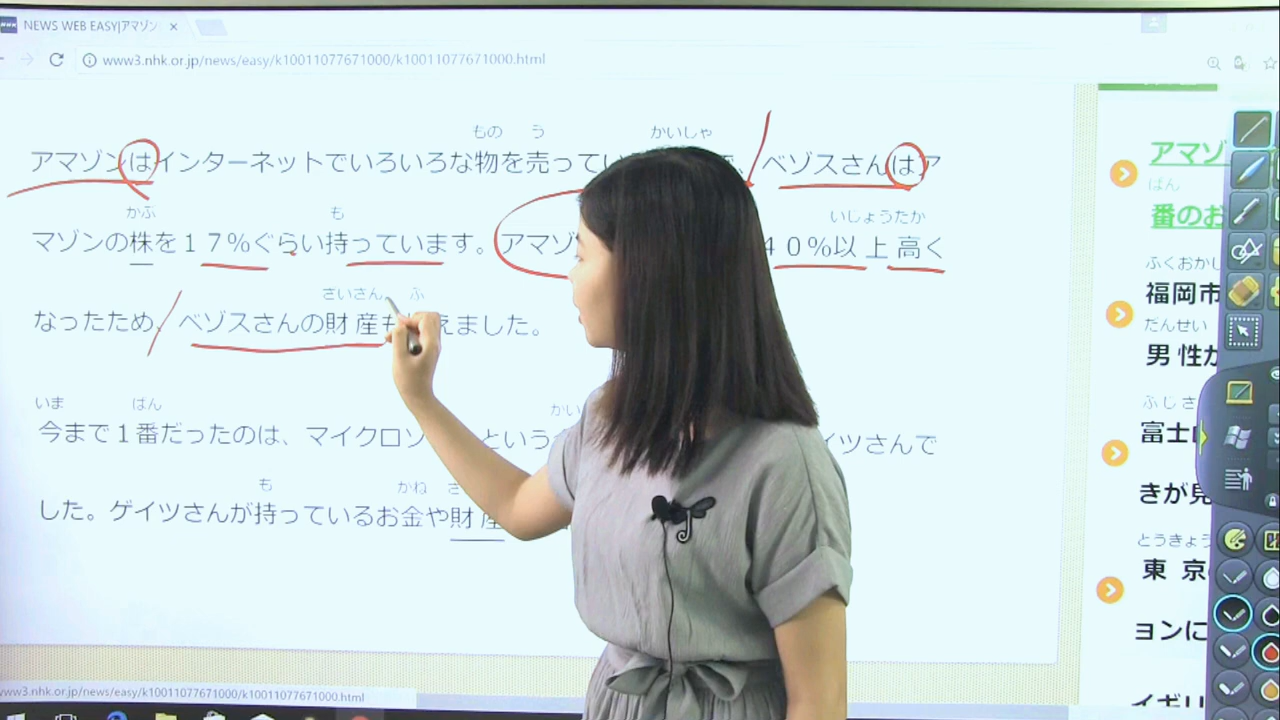 NEWS WEB EASY|アマゾン
www3.nhk.or.jp/news/easy/k10011077671000/k10011077671000.html
もの う かいしゃ
アマゾンはインターネットでいろいろな物を売ってい ベゾスさんはア
かぶ も いしょうたか
マゾンの株を17%ぐらい持っています。アマゾ 40%以上高く
ざいさん ふ
なったため、ベゾスさんの財産も えました。
いま ばん かい
今まで1番だったのは、マイクロソ という イツさんで
も かね さ
した。ゲイツさんが持っているお金や財産
アマゾ
ばん
番のお
ふくおかし
福岡市
だんせい
男性が
ふじさ
富士山
きが見
とうきょう
東京の
ョンに
イギリ
www3.nhk.or.jp/news/easy/k10011077671000/k10011077671000.html